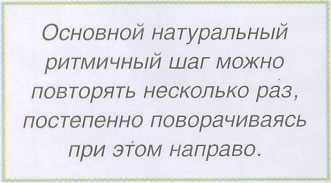 Основной натуральный
ритмичный шаг можно
повторять несколько раз,
постепенно поворачиваясь
при этом направо.